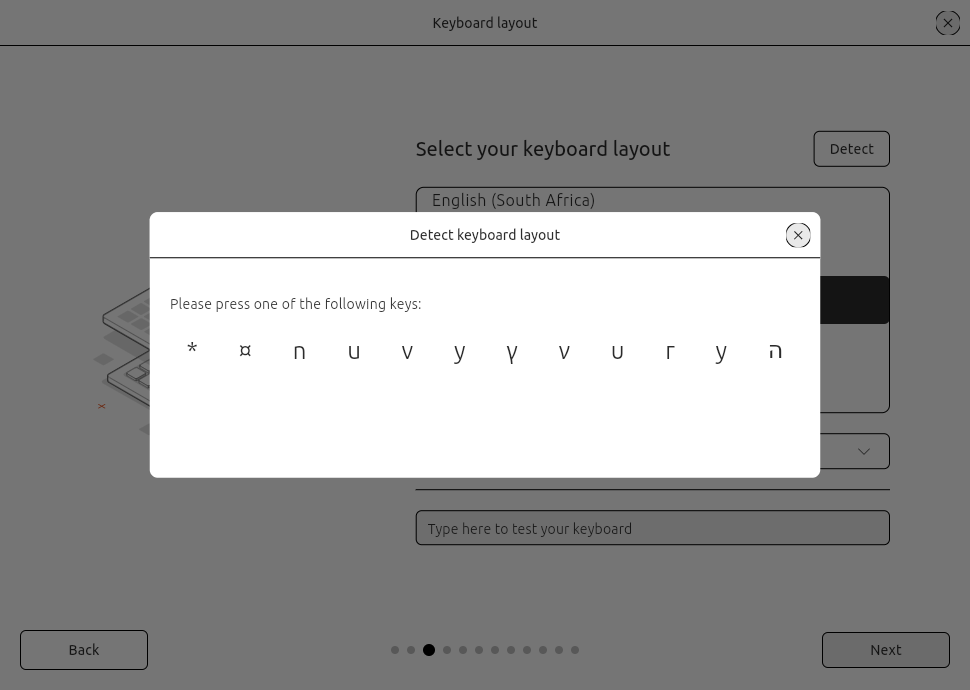 Keyboard layout
Select your keyboard layout
Detect
English (South Africa)
Detect keyboard layout
Please press one of the following keys:
* ¤ ո u v y γ ν u г у ה
Type here to test your keyboard
Back
Next